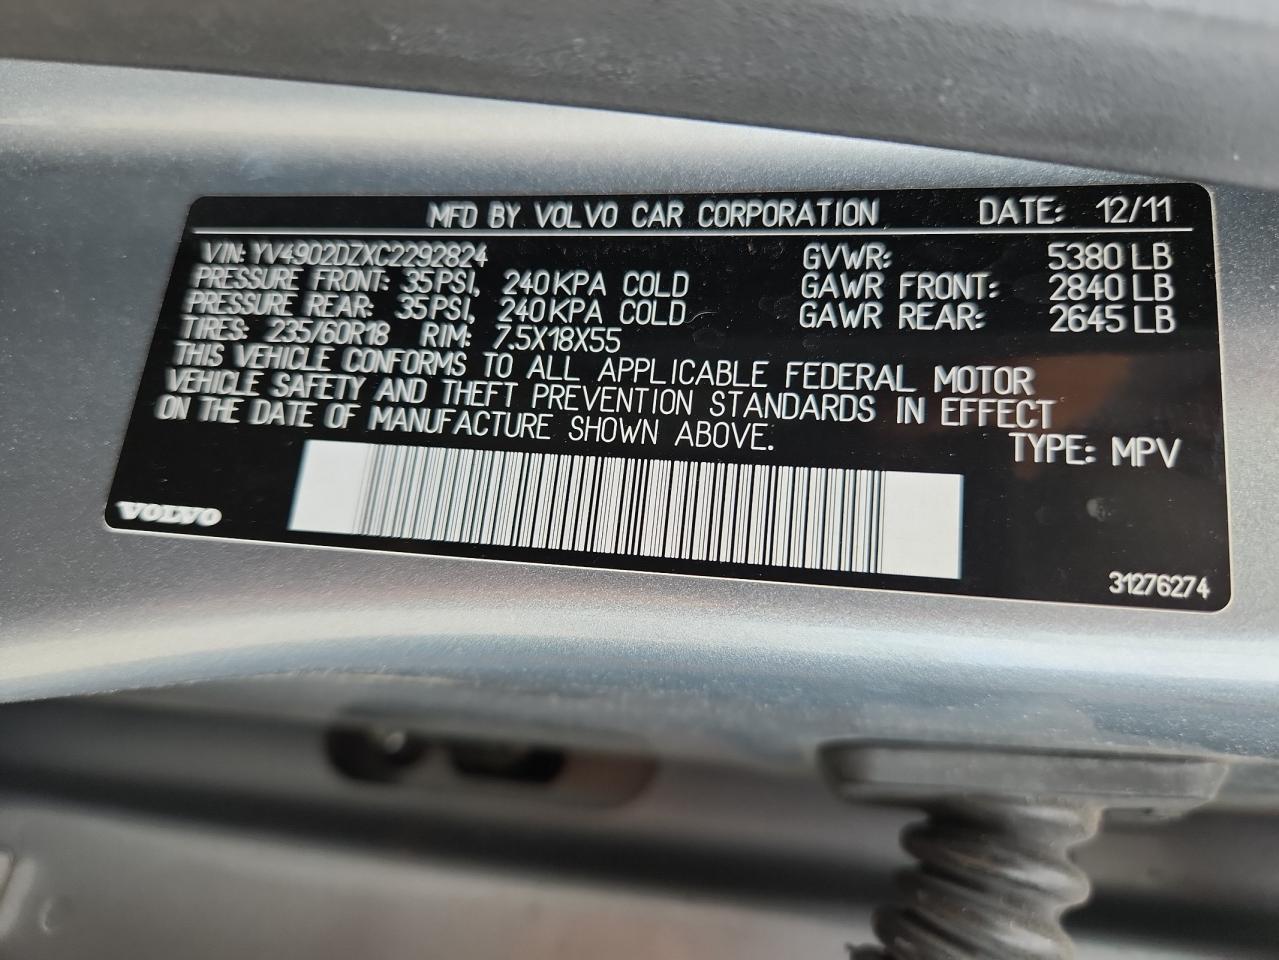 MFD BY VOLVO CAR CORPORATION DATE: 12/11
VIN: YV4902DZXC2292824 GVWR: 5380 LB
PRESSURE FRONT: 35 PSI, 240 KPA COLD GAWR FRONT: 2840 LB
PRESSURE REAR: 35 PSI, 240 KPA COLD GAWR REAR: 2645 LB
TIRES: 235/60R18 RIM: 7.5X18X55
THIS VEHICLE CONFORMS TO ALL APPLICABLE FEDERAL MOTOR
VEHICLE SAFETY AND THEFT PREVENTION STANDARDS IN EFFECT
ON THE DATE OF MANUFACTURE SHOWN ABOVE.
TYPE: MPV
VOLVO
31276274